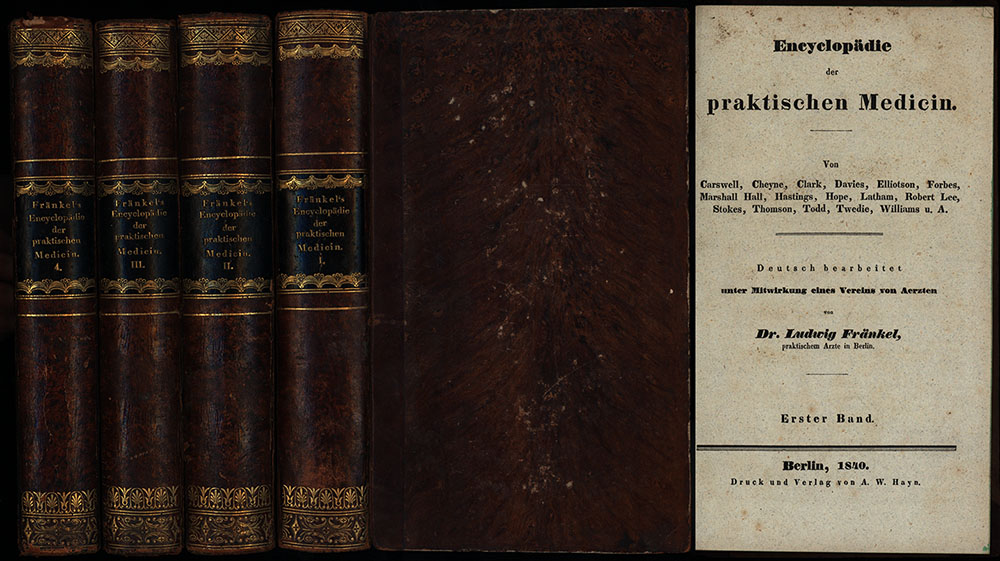 Fränkel's
Encyclopädie
der
praktischen
Medicin.
4.
Fränkel's
Encyclopädie
der
praktischen
Medicin.
III.
Fränkel's
Encyclopädie
der
praktischen
Medicin.
II.
Fränkel's
Encyclopädie
der
praktischen
Medicin.
I.
Encyclopädie
der
praktischen Medicin.
Von
Carswell, Cheyne, Clark, Davies, Elliotson, Forbes,
Marshall Hall, Hastings, Hope, Latham, Robert Lee,
Stokes, Thomson, Todd, Twedie, Williams u. A.
Deutsch bearbeitet
unter Mitwirkung eines Vereins von Aerzten
von
Dr. Ludwig Fränkel,
praktischem Arzte in Berlin.
Erster Band.
Berlin, 1840.
Druck und Verlag von A. W. Hayn.